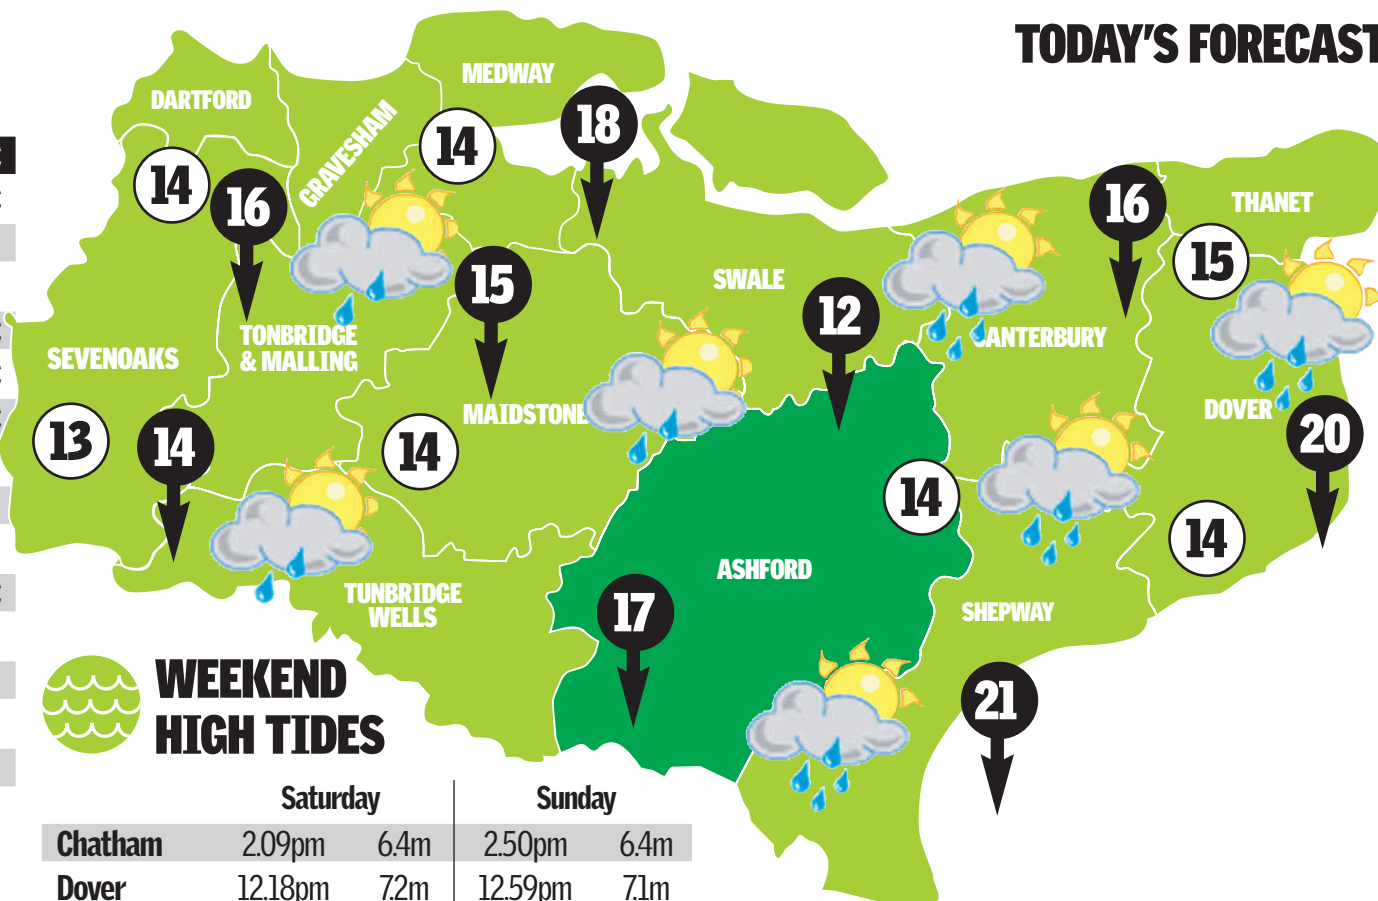 TODAY'S FORECAST
MEDWAY
DARTFORD
GRAVESHAM
18
14
14
16
16
THANET
15
15
SWALE
12
TONBRIDGE
& MALLING
CANTERBURY
SEVENOAKS
MAIDSTONE
DOVER
13
14
14
20
14
14
ASHFORD
TUNBRIDGE
WELLS
17
SHEPWAY
21
WEEKEND
HIGH TIDES
Saturday Sunday
Chatham 2.09pm 6.4m 2.50pm 6.4m
Dover 12.18pm 7.2m 12.59pm 7.1m